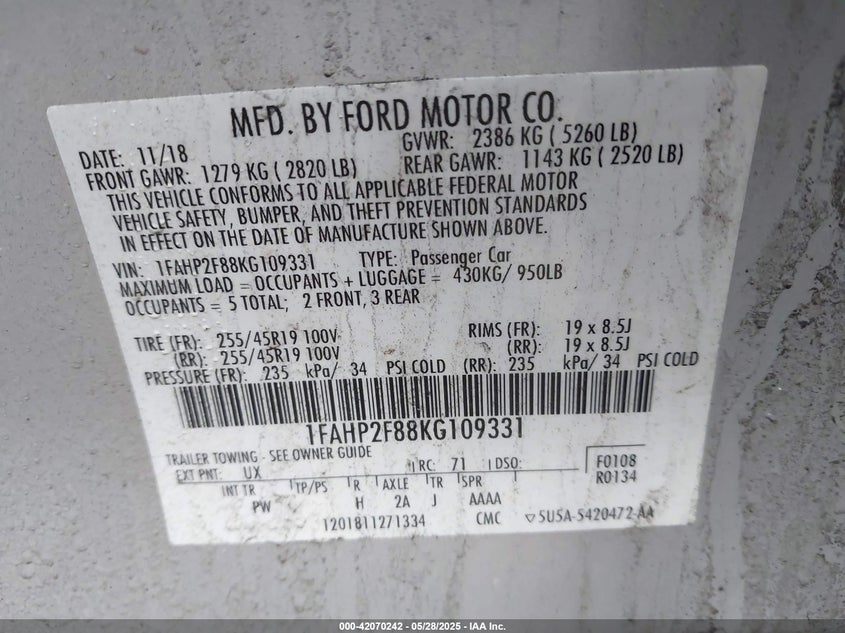 MFD. BY FORD MOTOR CO.
DATE: 11/18 GVWR: 2386 KG ( 5260 LB)
FRONT GAWR: 1279 KG ( 2820 LB) REAR GAWR: 1143 KG ( 2520 LB)
THIS VEHICLE CONFORMS TO ALL APPLICABLE FEDERAL MOTOR
VEHICLE SAFETY, BUMPER, AND THEFT PREVENTION STANDARDS
IN EFFECT ON THE DATE OF MANUFACTURE SHOWN ABOVE.
VIN: 1FAHP2F88KG109331 TYPE: Passenger Car
MAXIMUM LOAD = OCCUPANTS + LUGGAGE = 430KG/ 950LB
OCCUPANTS = 5 TOTAL; 2 FRONT, 3 REAR
TIRE (FR): 255/45R19 100V RIMS (FR): 19 x 8.5J
(RR): 255/45R19 100V (RR): 19 x 8.5J
PRESSURE (FR): 235 kPa/ 34 PSI COLD (RR): 235 kPa/ 34 PSI COLD
1FAHP2F88KG109331
TRAILER TOWING - SEE OWNER GUIDE
EXT PNT: UX RC: 71 DSO: F0108
R0134
INT TR TP/PS R AXLE TR SPR
PW H 2A J AAAA
1201811271334 CMC ▽5U5A-5420472-AA
000-42070242 - 05/28/2025 - IAA Inc.